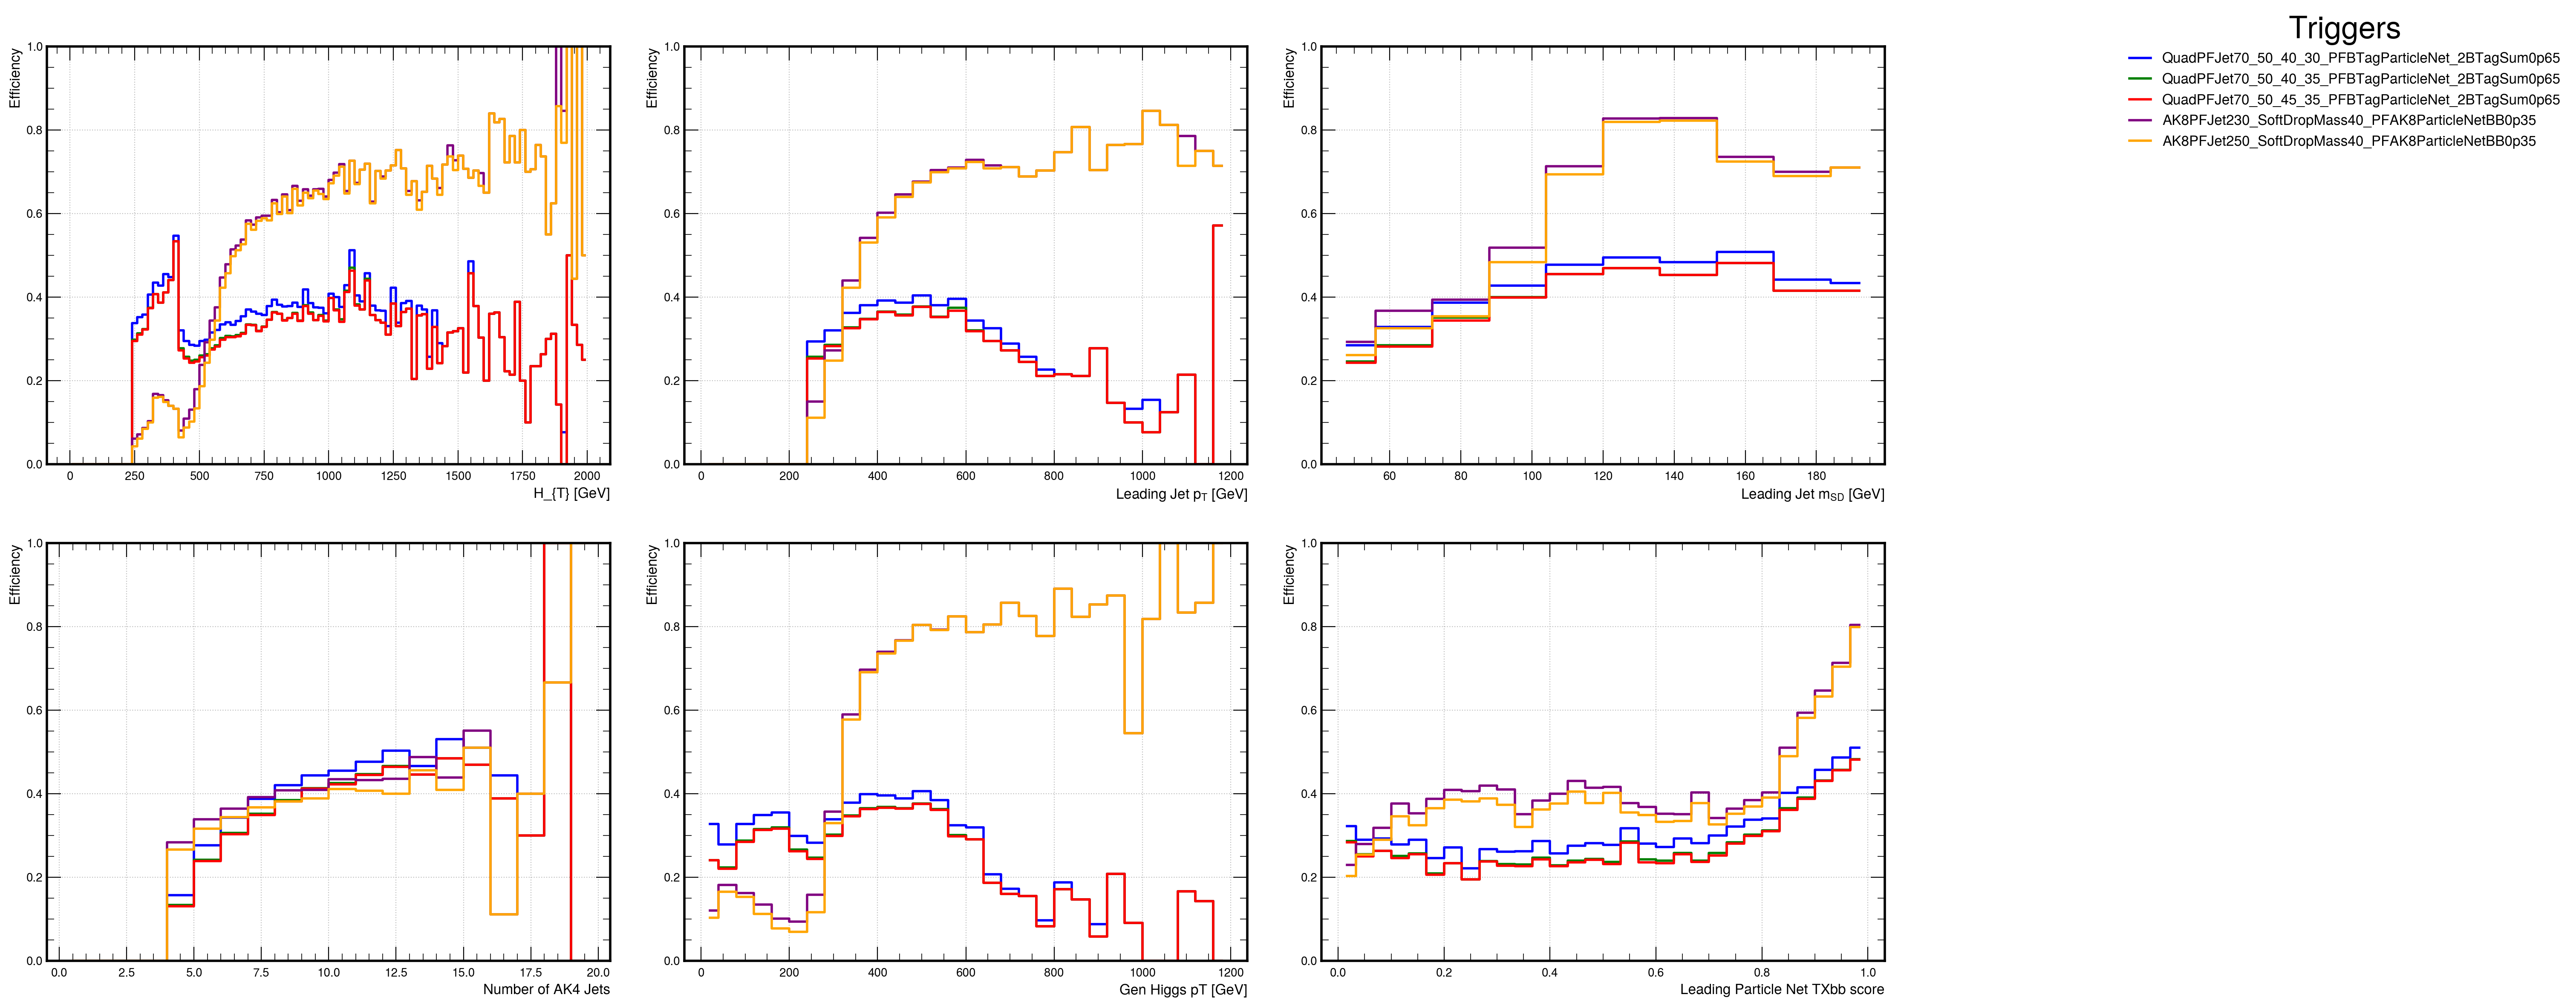 Triggers
QuadPFJet70_50_40_30_PFBTagParticleNet_2BTagSum0p65
QuadPFJet70_50_40_35_PFBTagParticleNet_2BTagSum0p65
QuadPFJet70_50_45_35_PFBTagParticleNet_2BTagSum0p65
AK8PFJet230_SoftDropMass40_PFAK8ParticleNetBB0p35
AK8PFJet250_SoftDropMass40_PFAK8ParticleNetBB0p35
Efficiency
1.0
0.8
0.6
0.4
0.2
0.0
0 250 500 750 1000 1250 1500 1750 2000
H_{T} [GeV]
Efficiency
1.0
0.8
0.6
0.4
0.2
0.0
0 200 400 600 800 1000 1200
Leading Jet pT [GeV]
Efficiency
1.0
0.8
0.6
0.4
0.2
0.0
60 80 100 120 140 160 180
Leading Jet mSD [GeV]
Efficiency
1.0
0.8
0.6
0.4
0.2
0.0
0.0 2.5 5.0 7.5 10.0 12.5 15.0 17.5 20.0
Number of AK4 Jets
Efficiency
1.0
0.8
0.6
0.4
0.2
0.0
0 200 400 600 800 1000 1200
Gen Higgs pT [GeV]
Efficiency
1.0
0.8
0.6
0.4
0.2
0.0
0.0 0.2 0.4 0.6 0.8 1.0
Leading Particle Net TXbb score